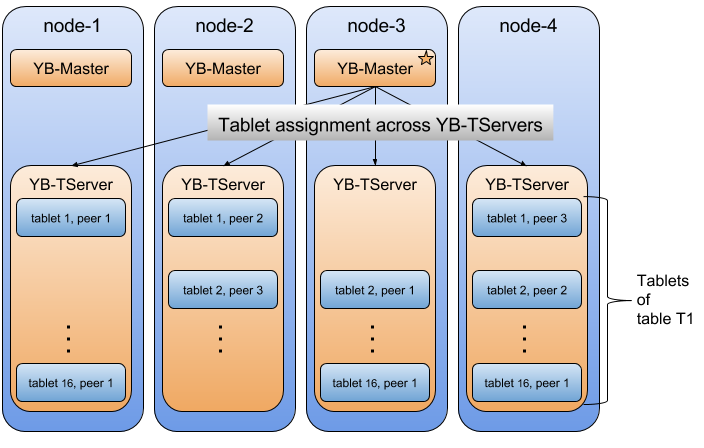 node-1
node-2
node-3
node-4
YB-Master
YB-Master
YB-Master
Tablet assignment across YB-TServers
YB-TServer
YB-TServer
YB-TServer
YB-TServer
tablet 1, peer 1
tablet 1, peer 2
tablet 1, peer 3
tablet 2, peer 3
tablet 2, peer 1
tablet 2, peer 2
Tablets
of
table T1
tablet 16, peer 1
tablet 16, peer 1
tablet 16, peer 1